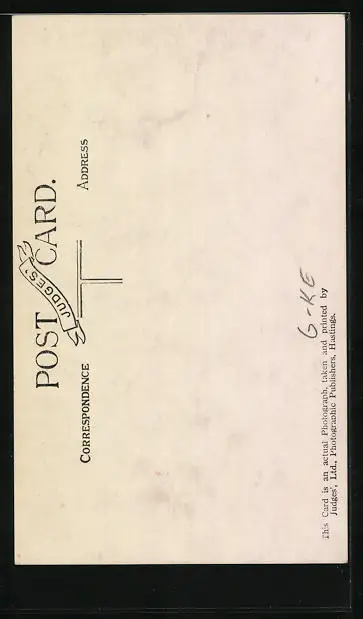 POST CARD.
JUDGES'
CORRESPONDENCE
ADDRESS
G-KE
This Card is an actual Photograph, taken and printed by
Judges', Ltd., Photographic Publishers, Hastings.